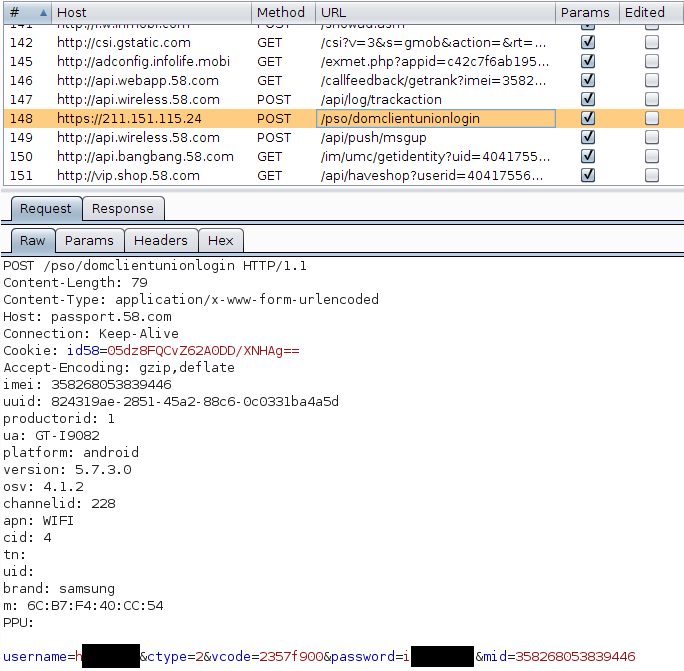 # Host Method URL Params Edited
142 http://csi.gstatic.com GET /csi?v=3&s=gmob&action=&rt=...
145 http://adconfig.infolife.mobi GET /exmet.php?appid=c42c7f6ab195...
146 http://api.webapp.58.com GET /callfeedback/getrank?imei=3582...
147 http://api.wireless.58.com POST /api/log/trackaction
148 https://211.151.115.24 POST /pso/domclientunionlogin
149 http://api.wireless.58.com POST /api/push/msgup
150 http://api.bangbang.58.com GET /im/umc/getidentity?uid=4041755...
151 http://vip.shop.58.com GET /api/haveshop?userid=40417556...
Request Response
Raw Params Headers Hex
POST /pso/domclientunionlogin HTTP/1.1
Content-Length: 79
Content-Type: application/x-www-form-urlencoded
Host: passport.58.com
Connection: Keep-Alive
Cookie: id58=05dz8FQCvZ62A0DD/XNHAg==
Accept-Encoding: gzip,deflate
imei: 358268053839446
uuid: 824319ae-2851-45a2-88c6-0c0331ba4a5d
productorid: 1
ua: GT-I9082
platform: android
version: 5.7.3.0
osv: 4.1.2
channelid: 228
apn: WIFI
cid: 4
tn:
uid:
brand: samsung
m: 6C:B7:F4:40:CC:54
PPU:
username=h &ctype=2&vcode=2357f900&password=i &mid=358268053839446